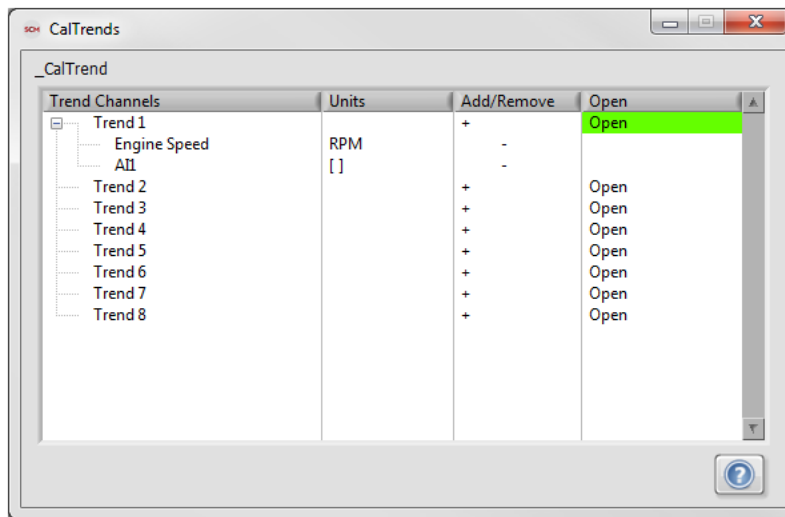 SCM CalTrends
_CalTrend
Trend Channels Units Add/Remove Open
Trend 1 + Open
Engine Speed RPM -
AI1 [ ] -
Trend 2 + Open
Trend 3 + Open
Trend 4 + Open
Trend 5 + Open
Trend 6 + Open
Trend 7 + Open
Trend 8 + Open
?